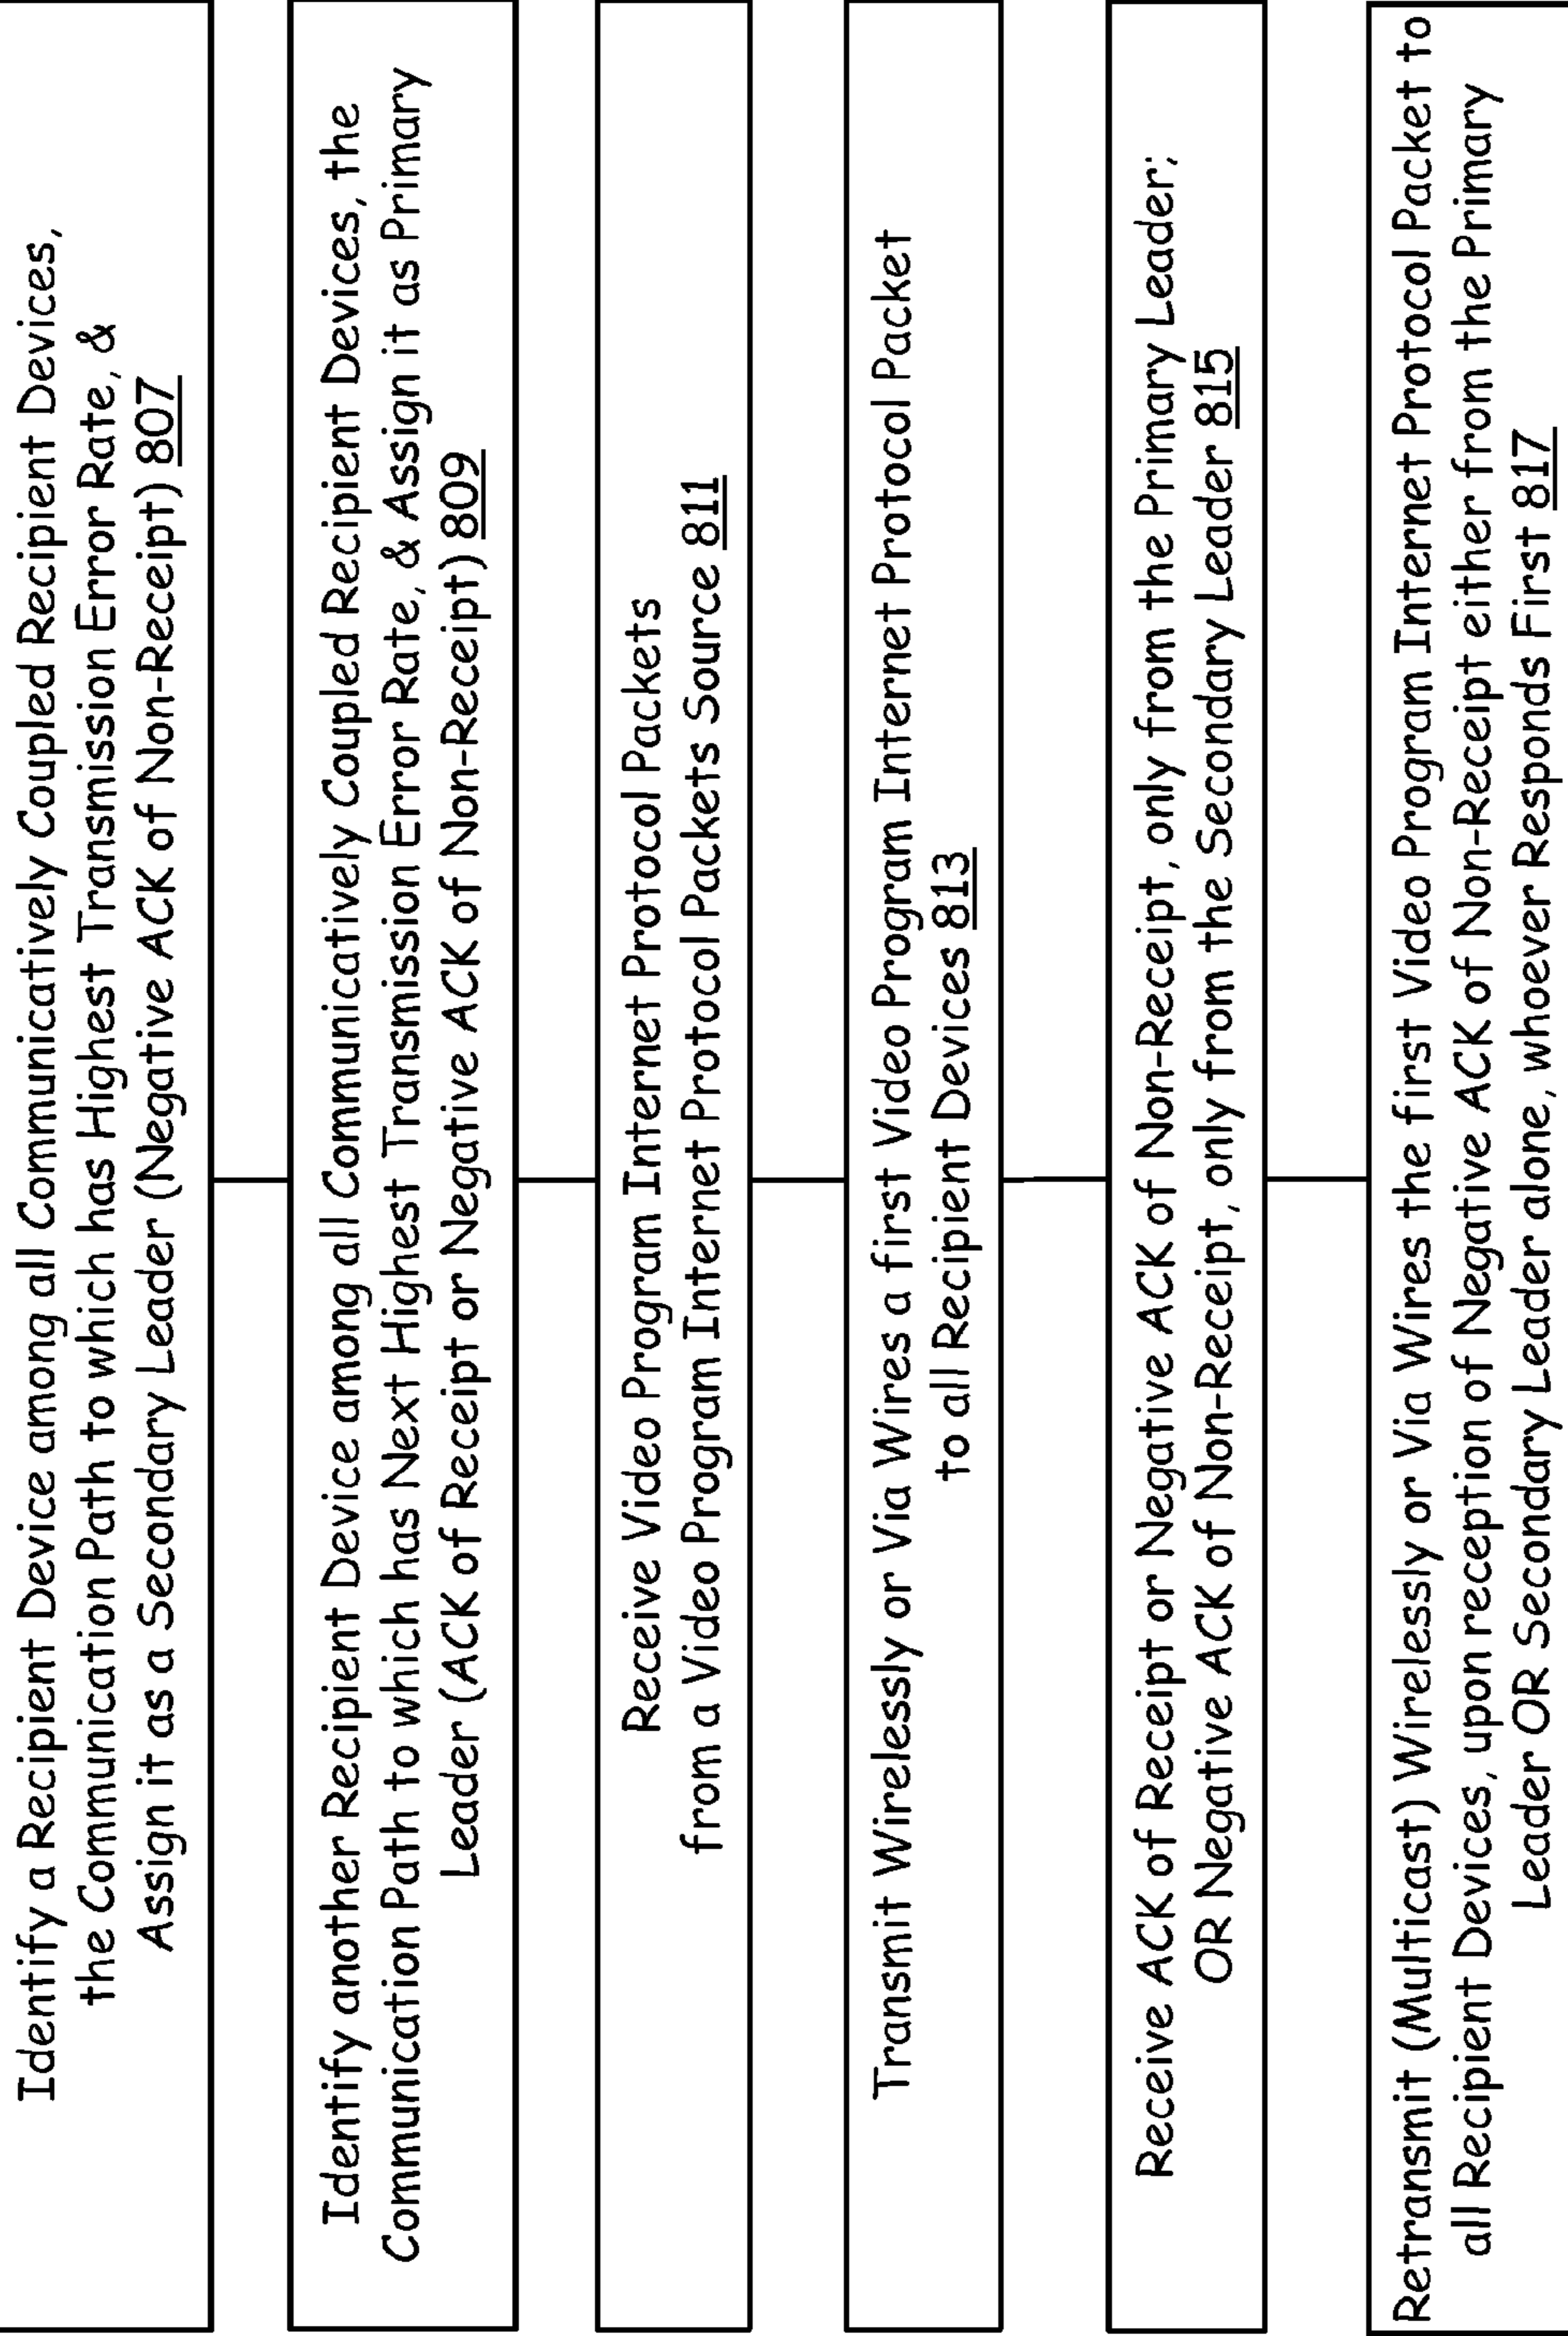 Identify a Recipient Device among all Communicatively Coupled Recipient Devices,
the Communication Path to which has Highest Transmission Error Rate, &
Assign it as a Secondary Leader (Negative ACK of Non-Receipt) 807
Identify another Recipient Device among all Communicatively Coupled Recipient Devices, the
Communication Path to which has Next Highest Transmission Error Rate, & Assign it as Primary
Leader (ACK of Receipt or Negative ACK of Non-Receipt) 809
Receive Video Program Internet Protocol Packets
from a Video Program Internet Protocol Packets Source 811
Transmit Wirelessly or Via Wires a first Video Program Internet Protocol Packet
to all Recipient Devices 813
Receive ACK of Receipt or Negative ACK of Non-Receipt, only from the Primary Leader;
OR Negative ACK of Non-Receipt, only from the Secondary Leader 815
Retransmit (Multicast) Wirelessly or Via Wires the first Video Program Internet Protocol Packet to
all Recipient Devices, upon reception of Negative ACK of Non-Receipt either from the Primary
Leader OR Secondary Leader alone, whoever Responds First 817